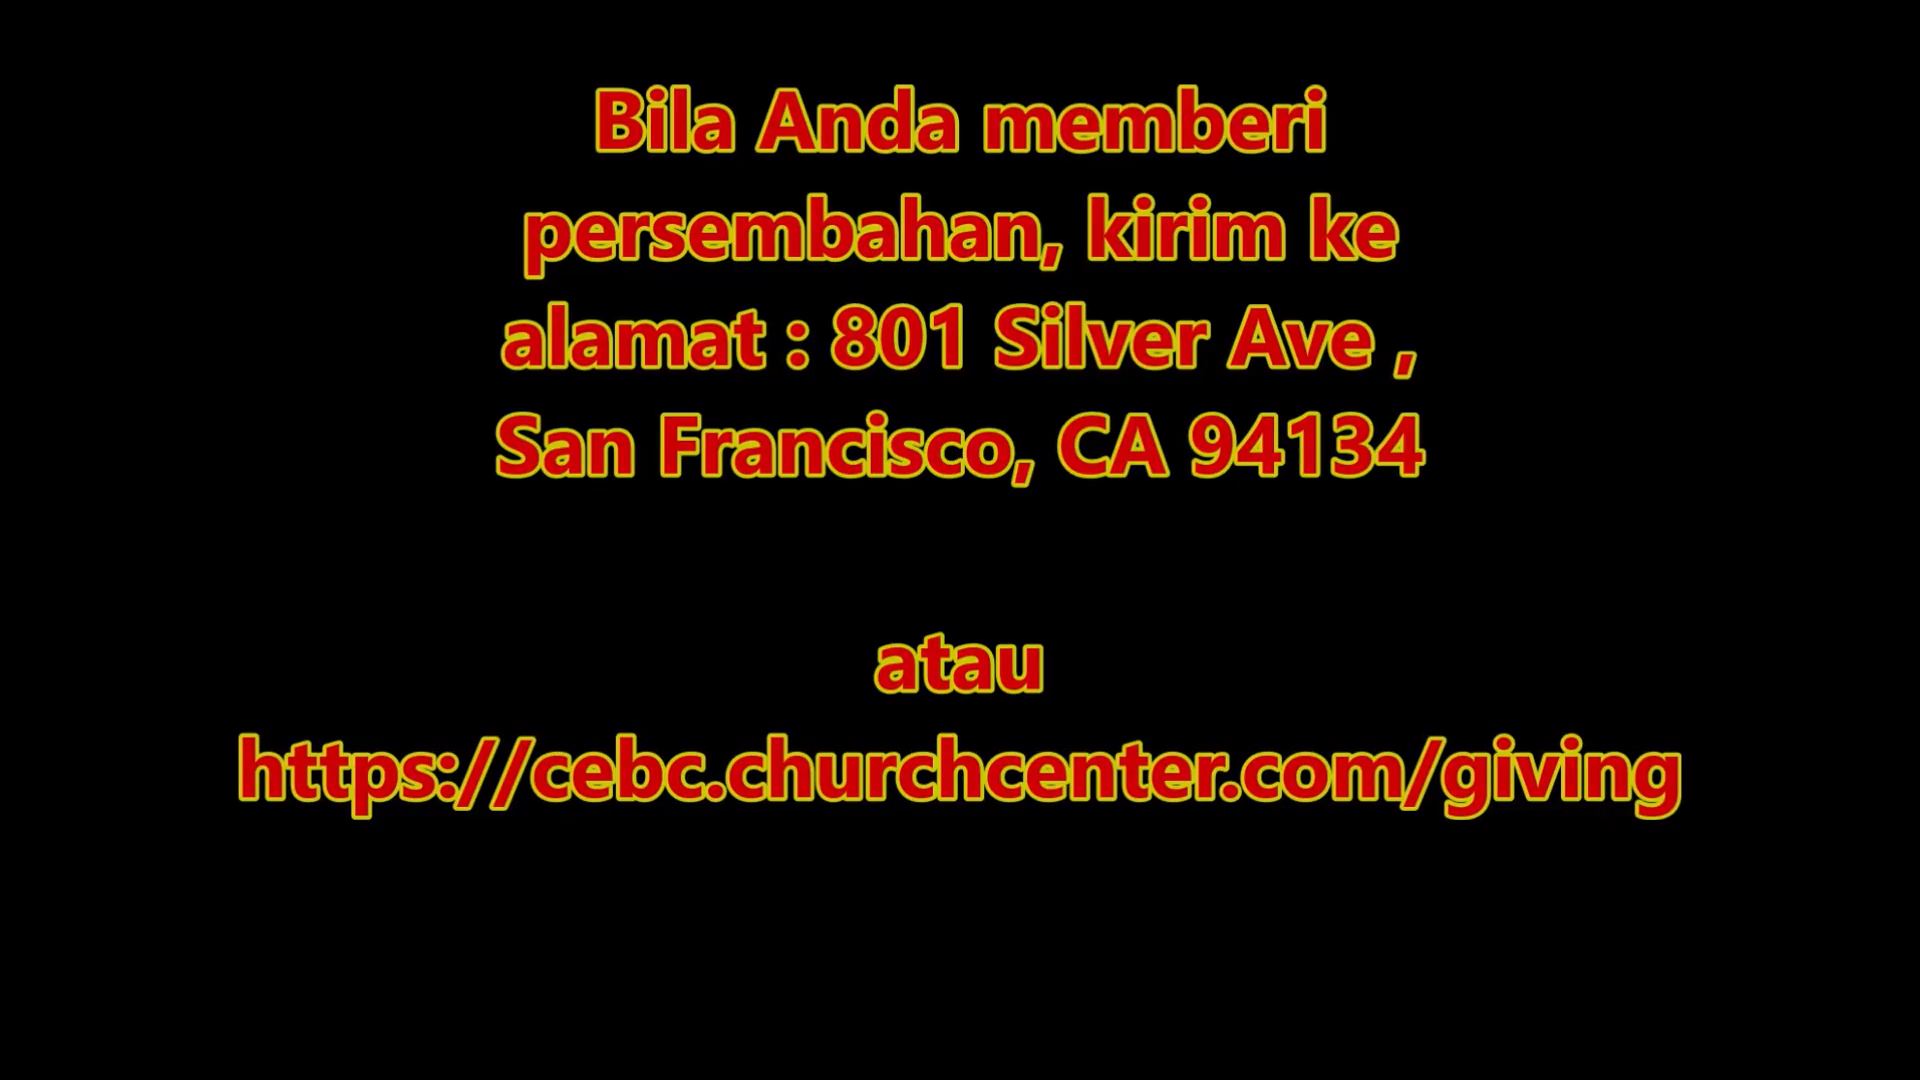 Bila Anda memberi
persembahan, kirim ke
alamat : 801 Silver Ave ,
San Francisco, CA 94134
atau
https://cebc.churchcenter.com/giving